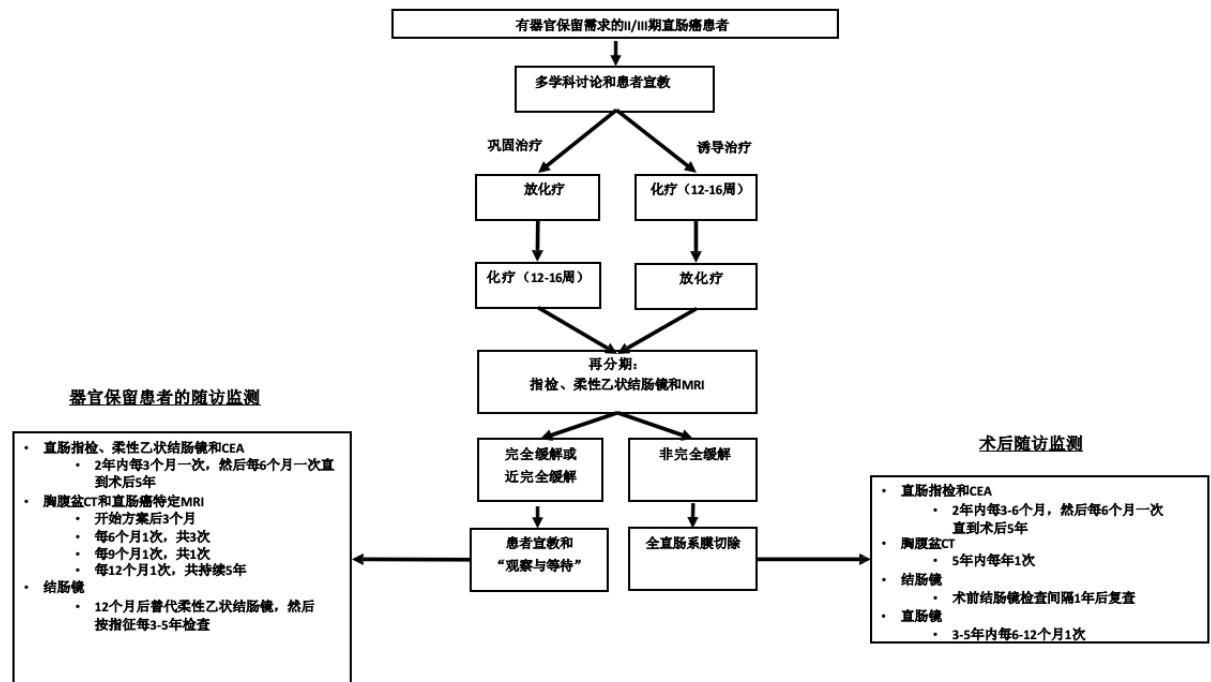 有器官保留需求的II/III期直肠癌患者
多学科讨论和患者宣教
巩固治疗
诱导治疗
放化疗
化疗（12-16周）
化疗（12-16周）
放化疗
再分期：
指检、柔性乙状结肠镜和MRI
完全缓解或
近完全缓解
非完全缓解
患者宣教和
“观察与等待”
全直肠系膜切除
器官保留患者的随访监测
• 直肠指检、柔性乙状结肠镜和CEA
• 2年内每3个月一次，然后每6个月一次直
到术后5年
• 胸腹盆CT和直肠癌特定MRI
• 开始方案后3个月
• 每6个月1次，共3次
• 每9个月1次，共1次
• 每12个月1次，共持续5年
• 结肠镜
• 12个月后替代柔性乙状结肠镜，然后
按指征每3-5年检查
术后随访监测
• 直肠指检和CEA
• 2年内每3-6个月，然后每6个月一次
直到术后5年
• 胸腹盆CT
• 5年内每年1次
• 结肠镜
• 术前结肠镜检查间隔1年后复查
• 直肠镜
• 3-5年内每6-12个月1次